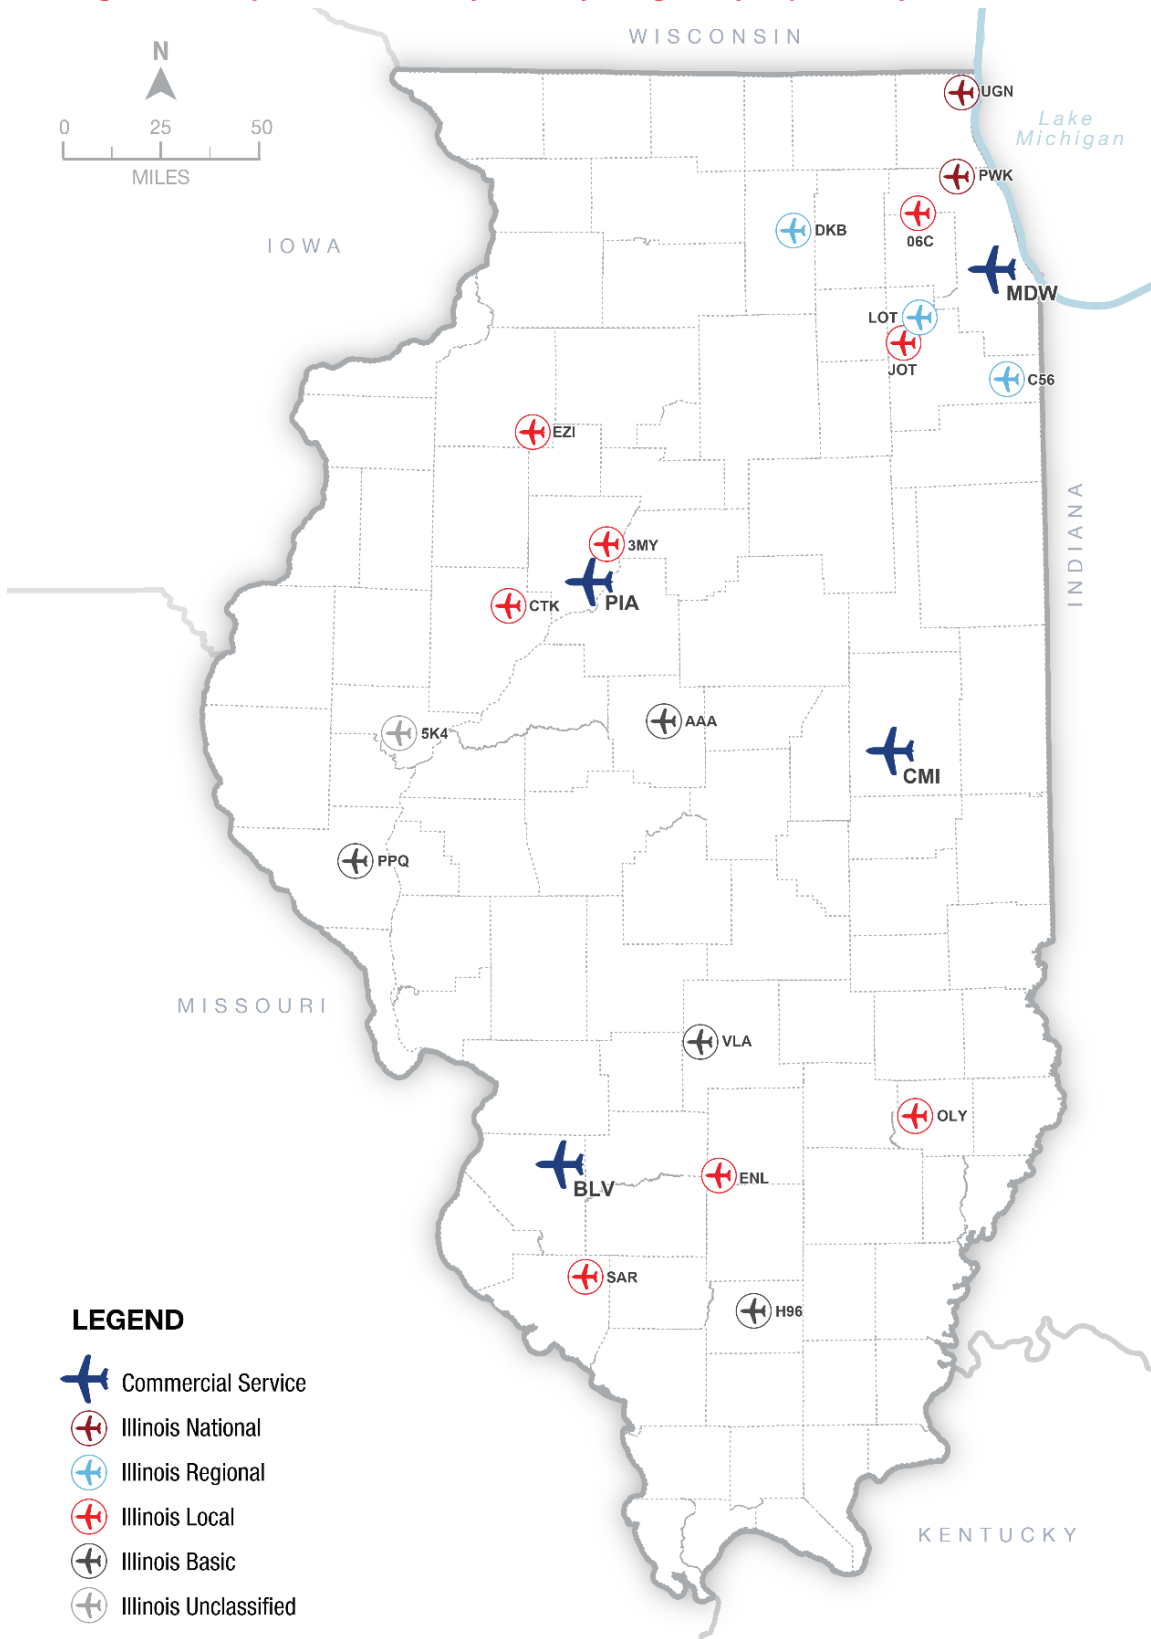 WISCONSIN
N
0 25 50
MILES
UGN
Lake
Michigan
PWK
IOWA
DKB
06C
MDW
LOT
JOT
C56
EZI
INDIANA
3MY
PIA
CTK
AAA
5K4
CMI
PPQ
MISSOURI
VLA
OLY
ENL
BLV
SAR
H96
LEGEND
Commercial Service
Illinois National
Illinois Regional
Illinois Local
Illinois Basic
Illinois Unclassified
KENTUCKY